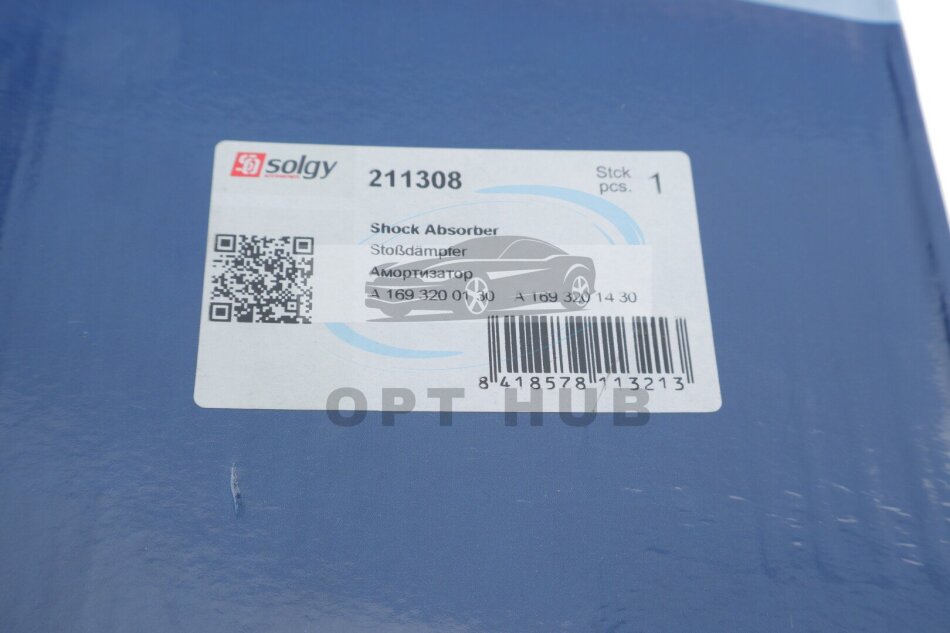 solgy
211308
Stck
pcs. 1
Shock Absorber
Stoßdämpfer
Амортизатор
A 169 320 01 30 A 169 320 14 30
8 418578 113213
OPT HUB